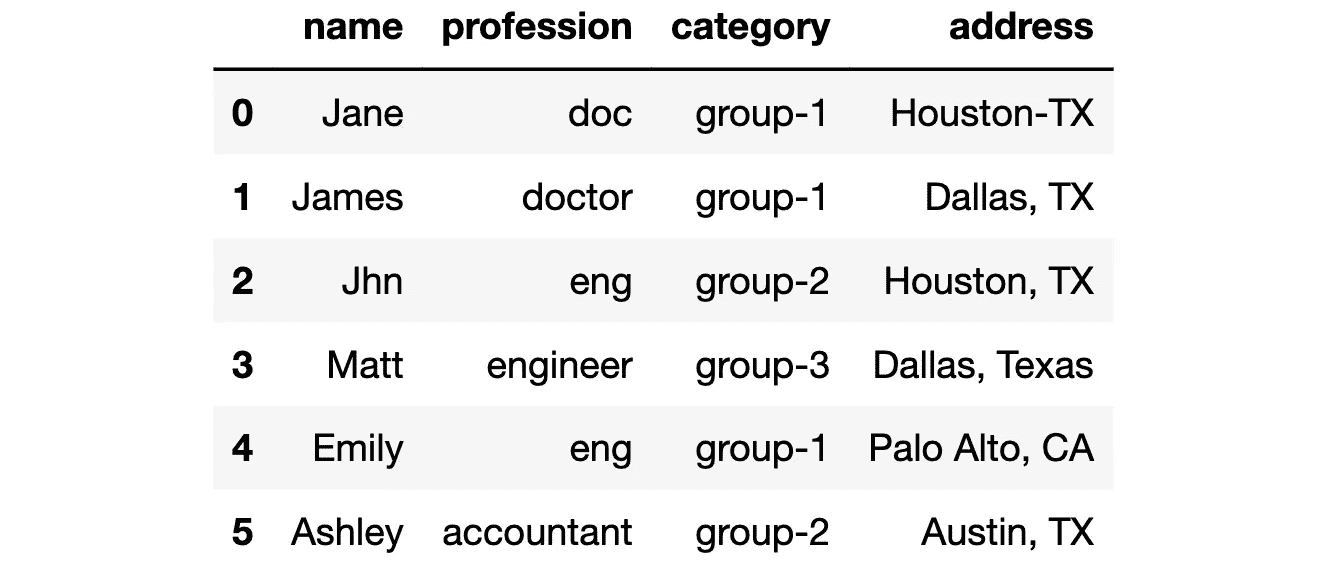 name profession category address
0 Jane doc group-1 Houston-TX
1 James doctor group-1 Dallas, TX
2 Jhn eng group-2 Houston, TX
3 Matt engineer group-3 Dallas, Texas
4 Emily eng group-1 Palo Alto, CA
5 Ashley accountant group-2 Austin, TX